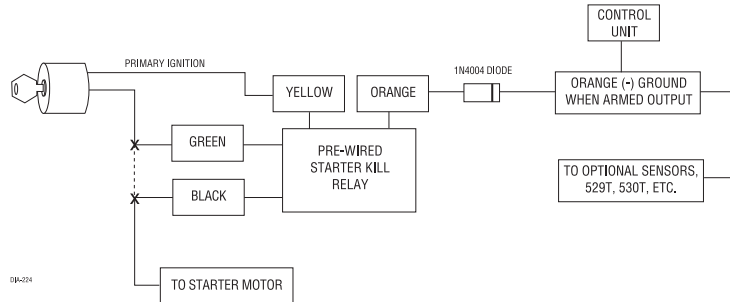 CONTROL
UNIT
PRIMARY IGNITION
1N4004 DIODE
YELLOW
ORANGE
ORANGE (-) GROUND
WHEN ARMED OUTPUT
GREEN
PRE-WIRED
STARTER KILL
RELAY
BLACK
TO OPTIONAL SENSORS,
529T, 530T, ETC.
X
X
DIA-224
TO STARTER MOTOR